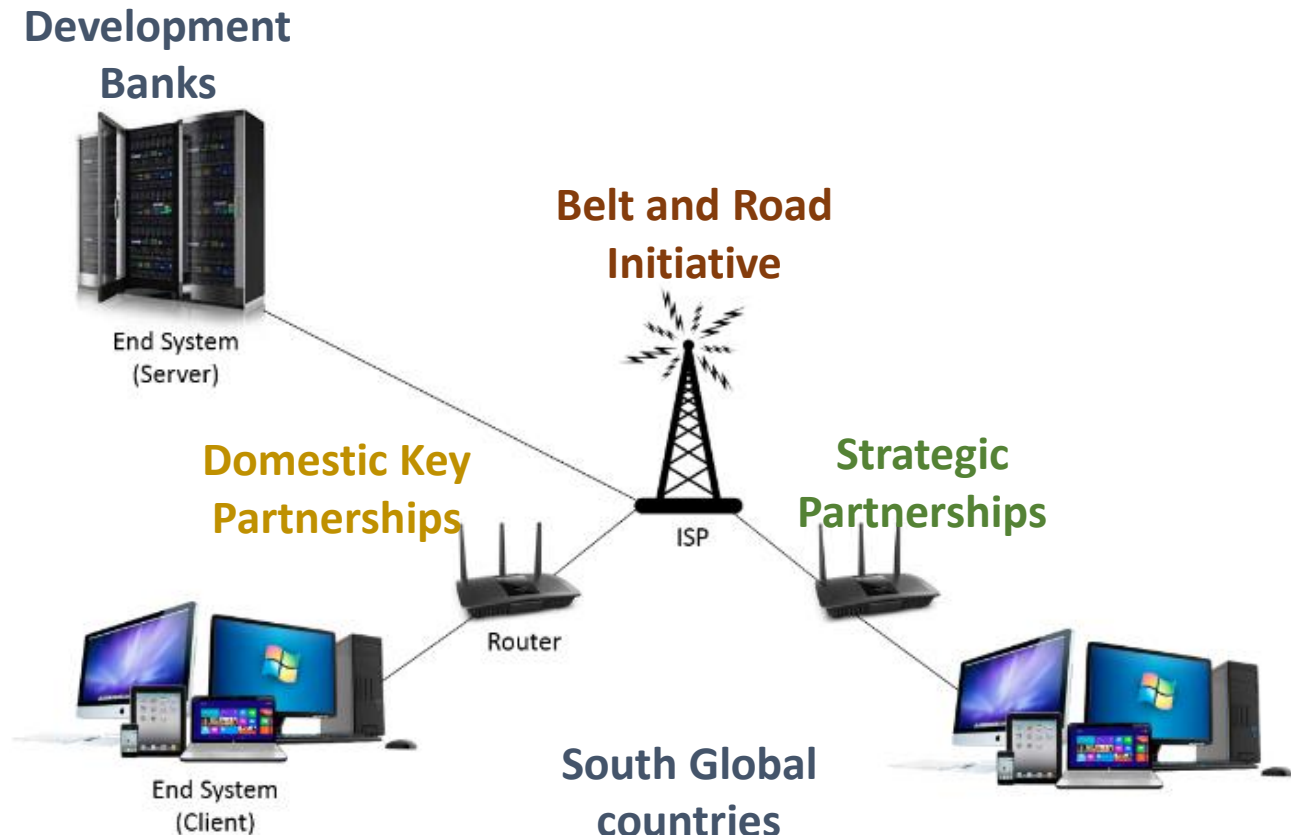 Development
Banks
End System
(Server)
Belt and Road
Initiative
Domestic Key
Partnerships
Strategic
Partnerships
ISP
Router
End System
(Client)
South Global
countries